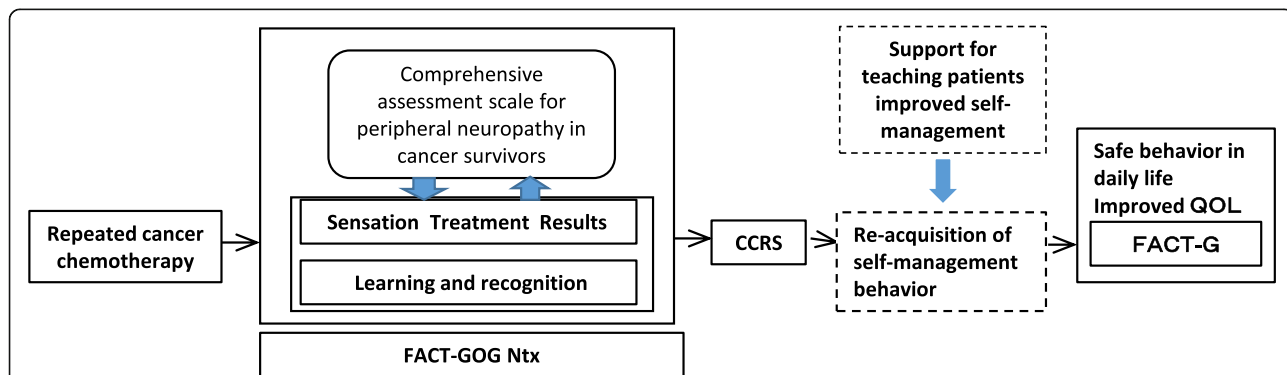 Repeated cancer
chemotherapy
Comprehensive
assessment scale for
peripheral neuropathy in
cancer survivors
Sensation Treatment Results
Learning and recognition
FACT-GOG Ntx
CCRS
Support for
teaching patients
improved self-
management
Re-acquisition of
self-management
behavior
Safe behavior in
daily life
Improved QOL
FACT-G